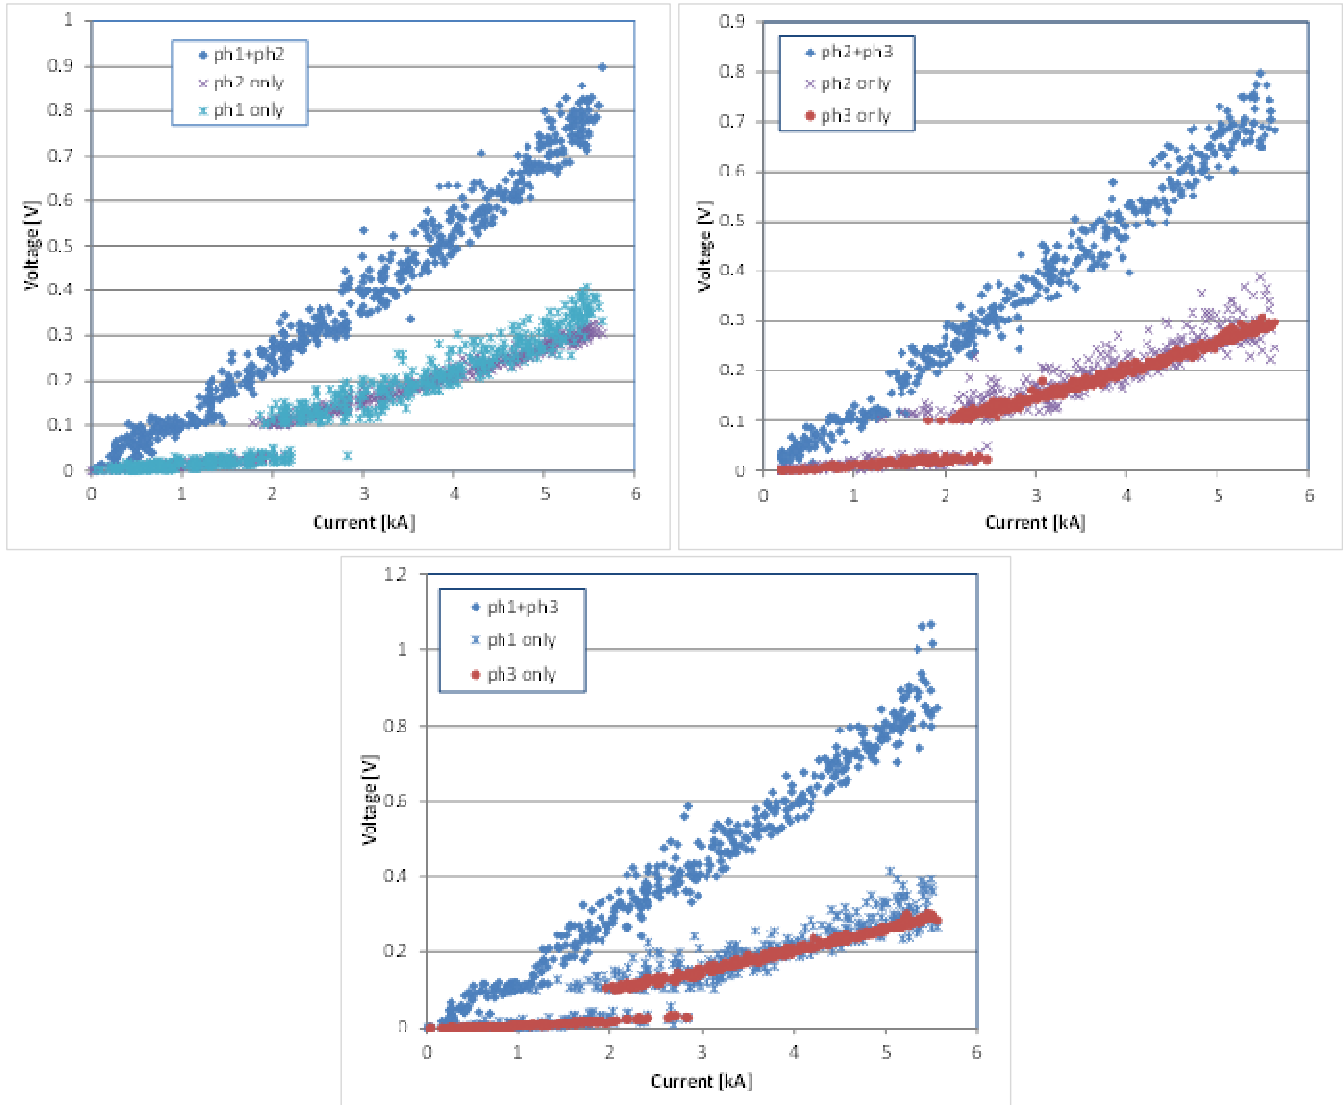 1
0.9
0.8
0.7
0.6
0.5
0.4
0.3
0.2
0.1
0
0 1 2 3 4 5 6
Voltage [V]
Current [kA]
ph1+ph2
ph2 only
ph1 only
0.9
0.8
0.7
0.6
0.5
0.4
0.3
0.2
0.1
0
0 1 2 3 4 5 6
Voltage [V]
Current [kA]
ph2+ph3
ph2 only
ph3 only
1.2
1
0.8
0.6
0.4
0.2
0
0 1 2 3 4 5 6
Voltage [V]
Current [kA]
ph1+ph3
ph1 only
ph3 only